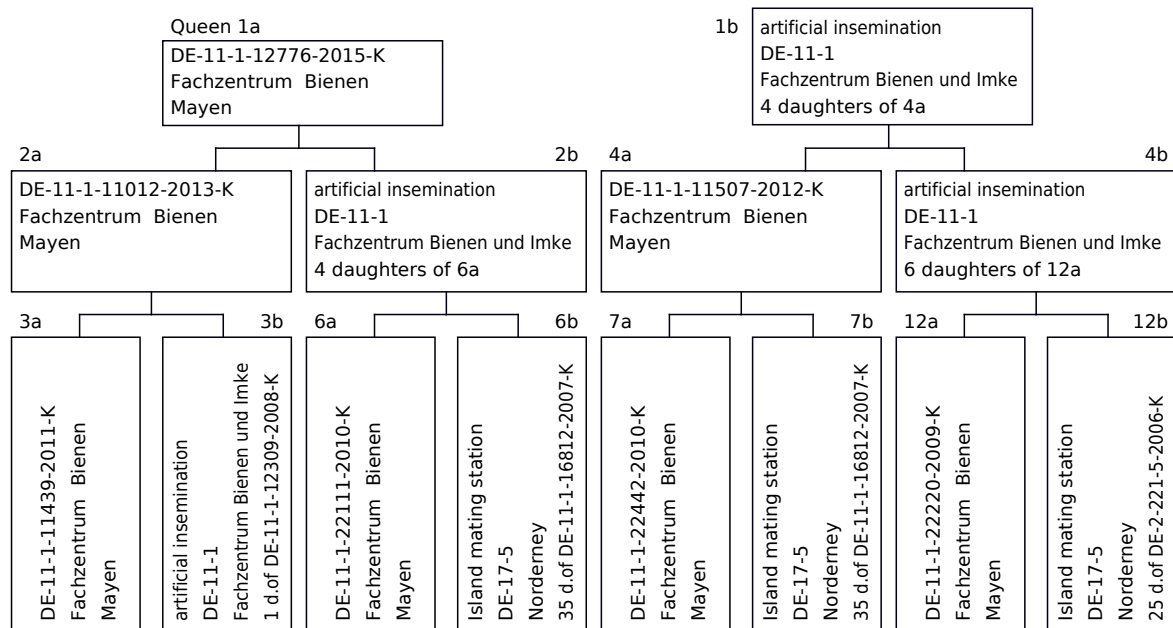 Queen 1a
DE-11-1-12776-2015-K
Fachzentrum Bienen
Mayen
1b
artificial insemination
DE-11-1
Fachzentrum Bienen und Imke
4 daughters of 4a
2a
DE-11-1-11012-2013-K
Fachzentrum Bienen
Mayen
2b
artificial insemination
DE-11-1
Fachzentrum Bienen und Imke
4 daughters of 6a
4a
DE-11-1-11507-2012-K
Fachzentrum Bienen
Mayen
4b
artificial insemination
DE-11-1
Fachzentrum Bienen und Imke
6 daughters of 12a
3a
DE-11-1-11439-2011-K
Fachzentrum Bienen
Mayen
3b
artificial insemination
DE-11-1
Fachzentrum Bienen und Imke
1 d.of DE-11-1-12309-2008-K
6a
DE-11-1-22111-2010-K
Fachzentrum Bienen
Mayen
6b
Island mating station
DE-17-5
Norderney
35 d.of DE-11-1-16812-2007-K
7a
DE-11-1-22442-2010-K
Fachzentrum Bienen
Mayen
7b
Island mating station
DE-17-5
Norderney
35 d.of DE-11-1-16812-2007-K
12a
DE-11-1-22220-2009-K
Fachzentrum Bienen
Mayen
12b
Island mating station
DE-17-5
Norderney
25 d.of DE-2-221-5-2006-K